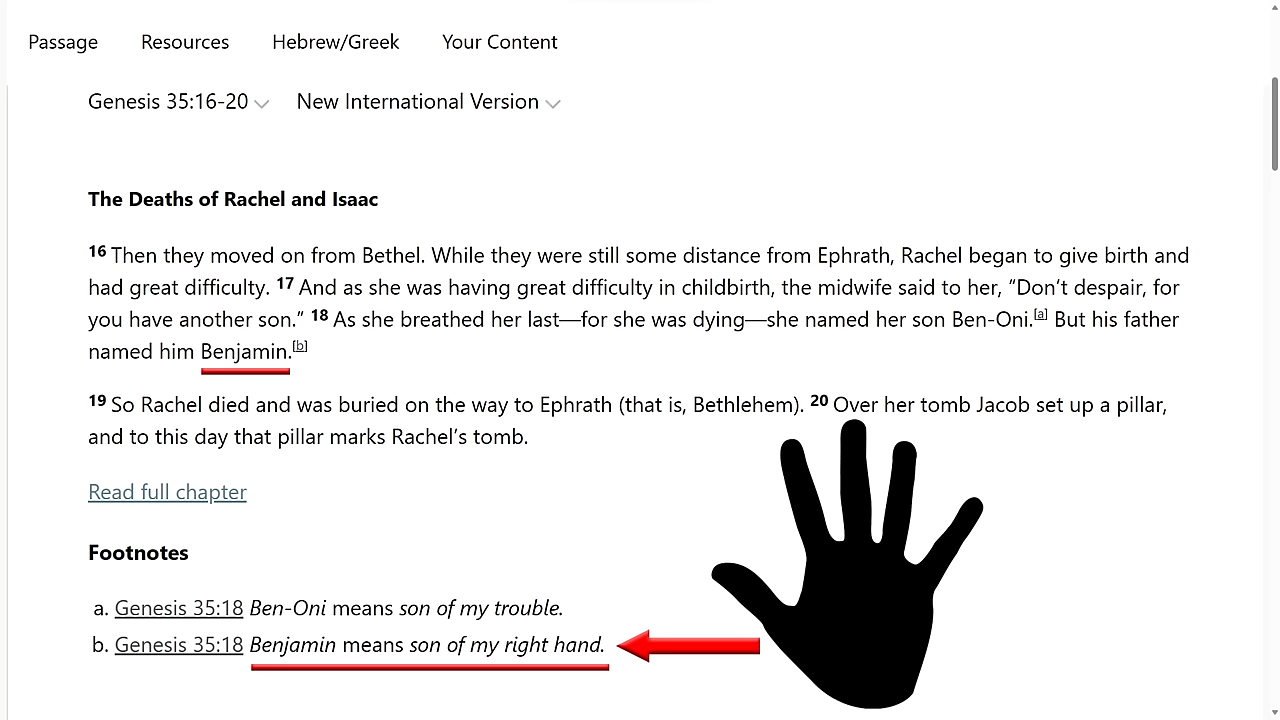 Passage Resources Hebrew/Greek Your Content
Genesis 35:16-20 New International Version
The Deaths of Rachel and Isaac
16 Then they moved on from Bethel. While they were still some distance from Ephrath, Rachel began to give birth and
had great difficulty. 17 And as she was having great difficulty in childbirth, the midwife said to her, “Don’t despair, for
you have another son.” 18 As she breathed her last—for she was dying—she named her son Ben-Oni.[a] But his father
named him Benjamin.[b]
19 So Rachel died and was buried on the way to Ephrath (that is, Bethlehem). 20 Over her tomb Jacob set up a pillar,
and to this day that pillar marks Rachel’s tomb.
Read full chapter
Footnotes
a. Genesis 35:18 Ben-Oni means son of my trouble.
b. Genesis 35:18 Benjamin means son of my right hand.